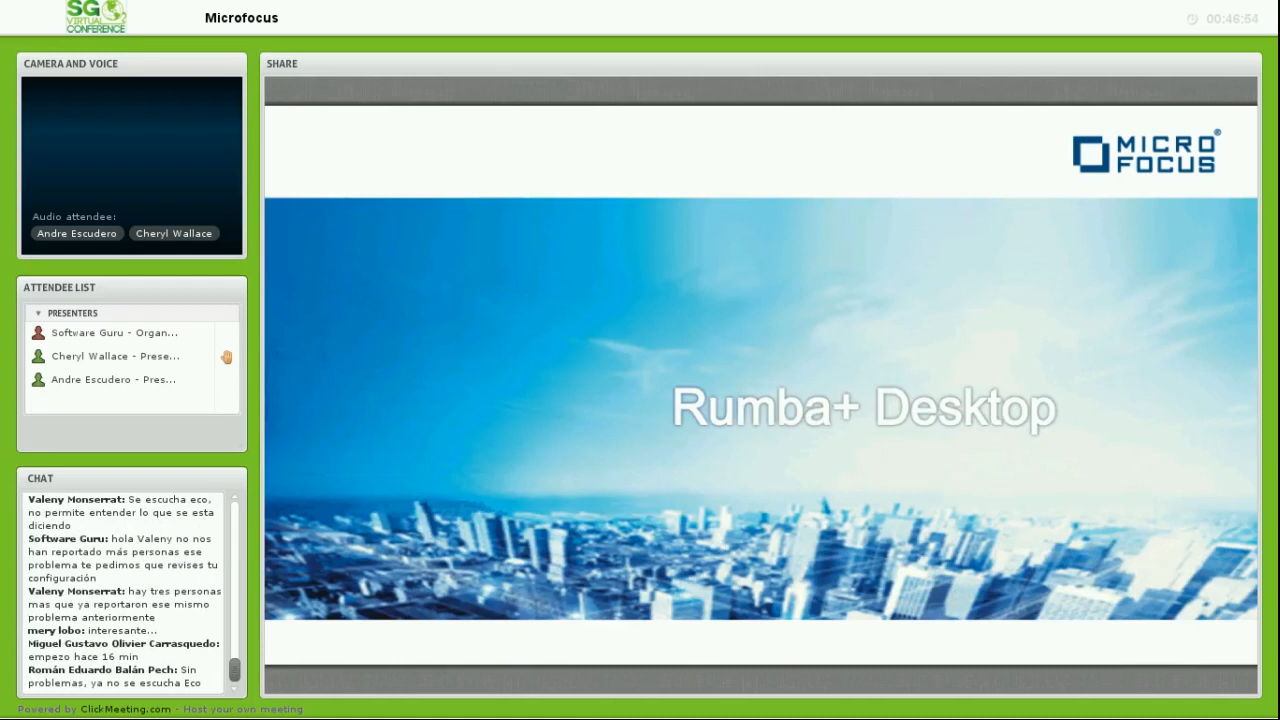 SG
VIRTUAL
CONFERENCE
Microfocus
00:46:54
CAMERA AND VOICE
Audio attendee:
Andre Escudero
Cheryl Wallace
ATTENDEE LIST
PRESENTERS
Software Guru - Organ...
Cheryl Wallace - Prese...
Andre Escudero - Pres...
CHAT
Valeny Monserrat: Se escucha eco,
no permite entender lo que se esta
diciendo
Software Guru: hola Valeny no nos
han reportado más personas ese
problema te pedimos que revises tu
configuración
Valeny Monserrat: hay tres personas
mas que ya reportaron ese mismo
problema anteriormente
mery lobo: interesante...
Miguel Gustavo Olivier Carrasquedo:
empezo hace 16 min
Román Eduardo Balán Pech: Sin
problemas, ya no se escucha Eco
SHARE
MICRO
FOCUS®
Rumba+ Desktop
Powered by ClickMeeting.com - Host your own meeting